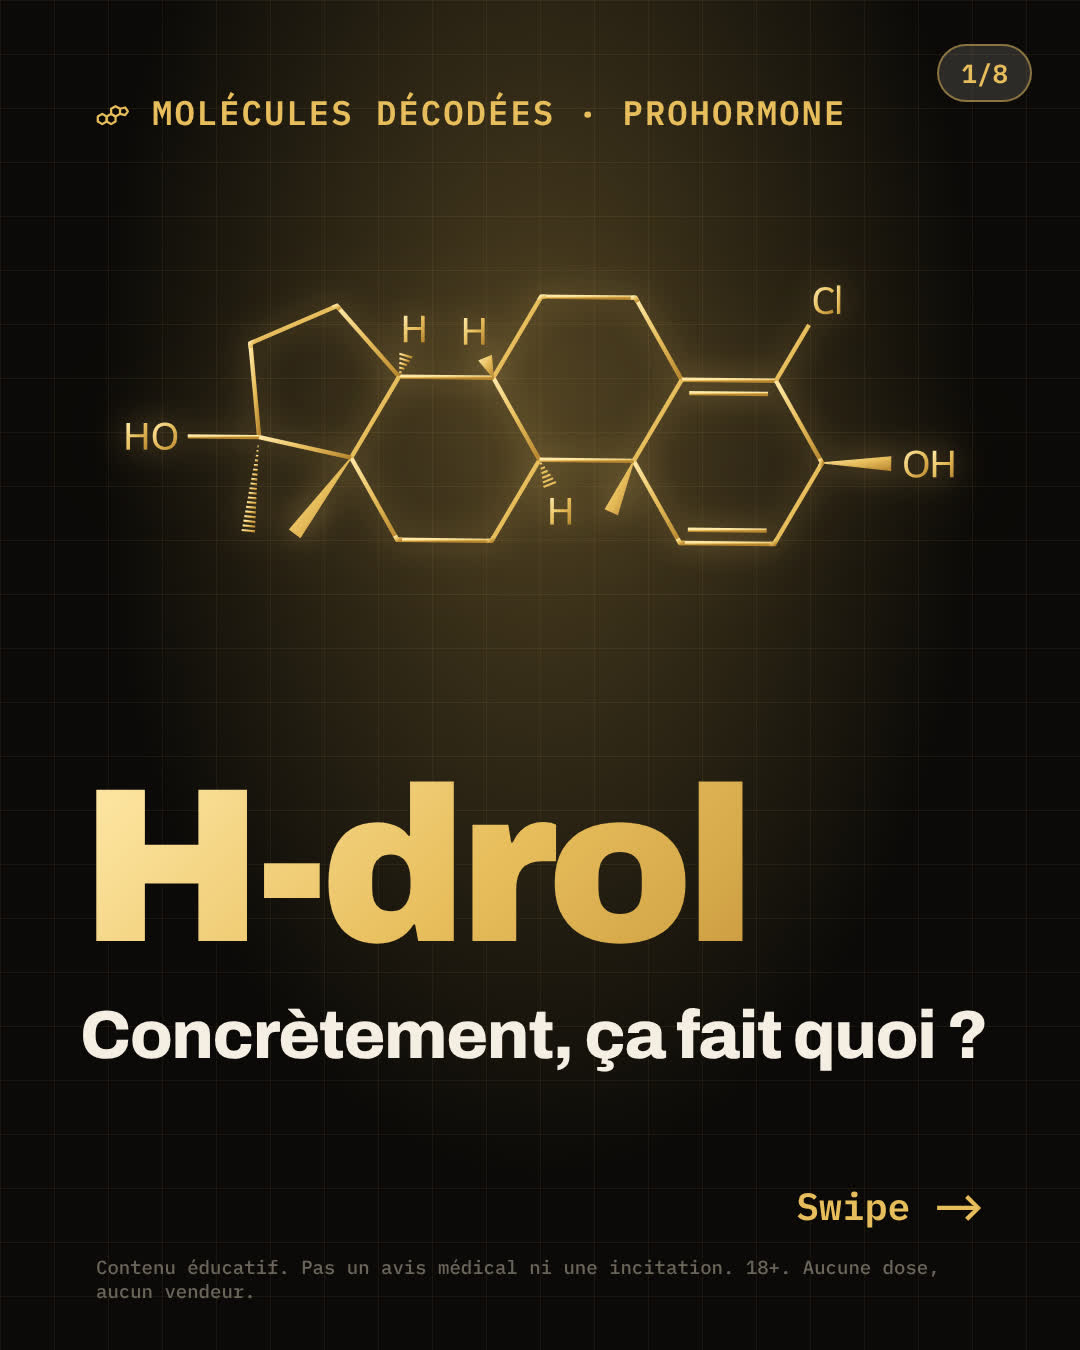 1/8
MOLÉCULES DÉCODÉES · PROHORMONE
Cl
H H
HO
OH
H
H-drol
Concrètement, ça fait quoi ?
Swipe →
Contenu éducatif. Pas un avis médical ni une incitation. 18+. Aucune dose,
aucun vendeur.